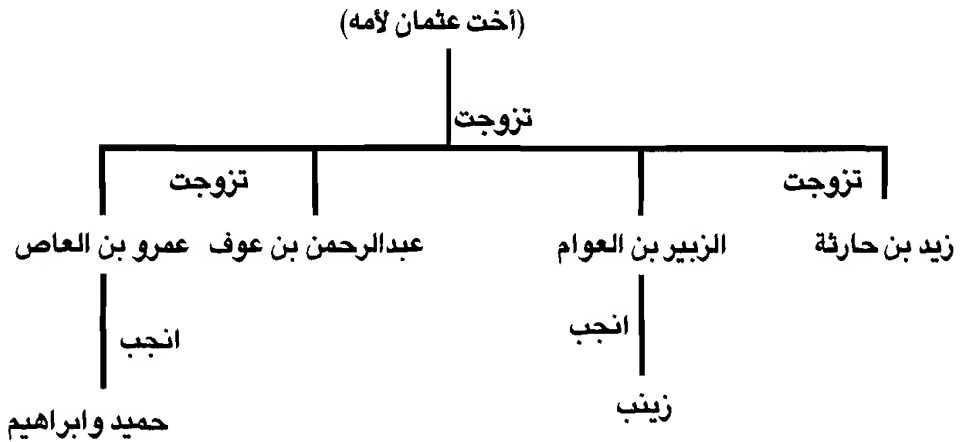 (أخت عثمان لأمه)
تزوجت
تزوجت
تزوجت
زيد بن حارثة
الزبير بن العوام
عبدالرحمن بن عوف
عمرو بن العاص
انجب
انجب
زينب
حميد وابراهيم